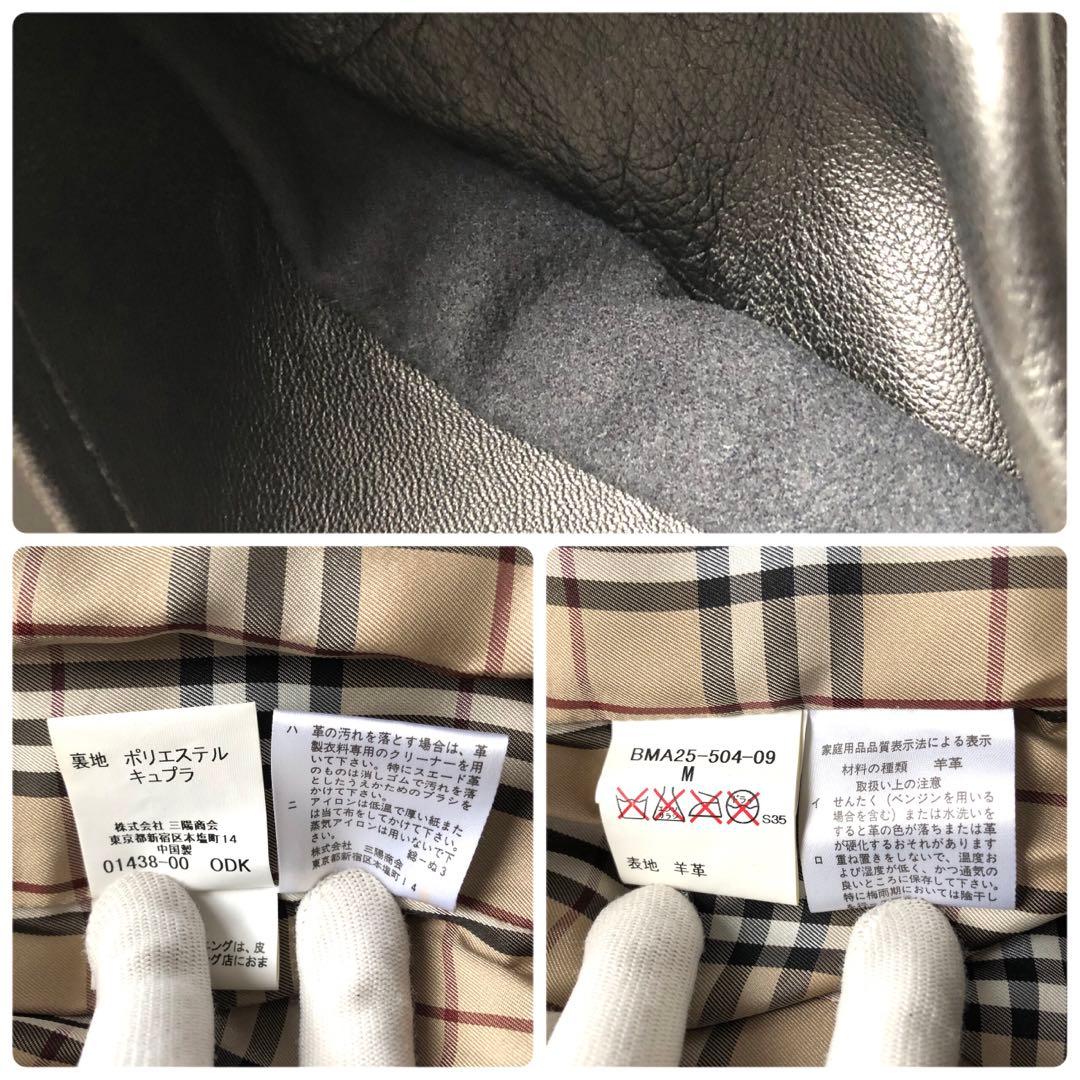 裏地 ポリエステル
キュプラ
株式会社 三陽商会
東京都新宿区本塩町14
中国製
01438-00 ODK
ングは、皮
グ店におま
ハ 革の汚れを落とす場合は、革
製衣料専用のクリーナーを用
いて下さい。特にスエード革
のものは消しゴムで汚れを落
としたうえかためのブラシを
かけて下さい。
ニ アイロンは低温で厚い紙また
は当て布をしてかけて下さい。
蒸気アイロンは用いないで下
さい。 総ーぬ3
株式会社 三陽商会
東京都新宿区本塩町14
BMA25-504-09
M
S35
表地 羊革
家庭用品品質表示法による表示
材料の種類 羊革
取扱い上の注意
イ せんたく（ベンジンを用いる
場合を含む）または水洗いを
すると革の色が落ちまたは革
が硬化するおそれがあります
ロ 重ね置きをしないで、温度お
よび湿度が低く、かつ通気の
良いところに保存して下さい。
特に梅雨期においては陰干し